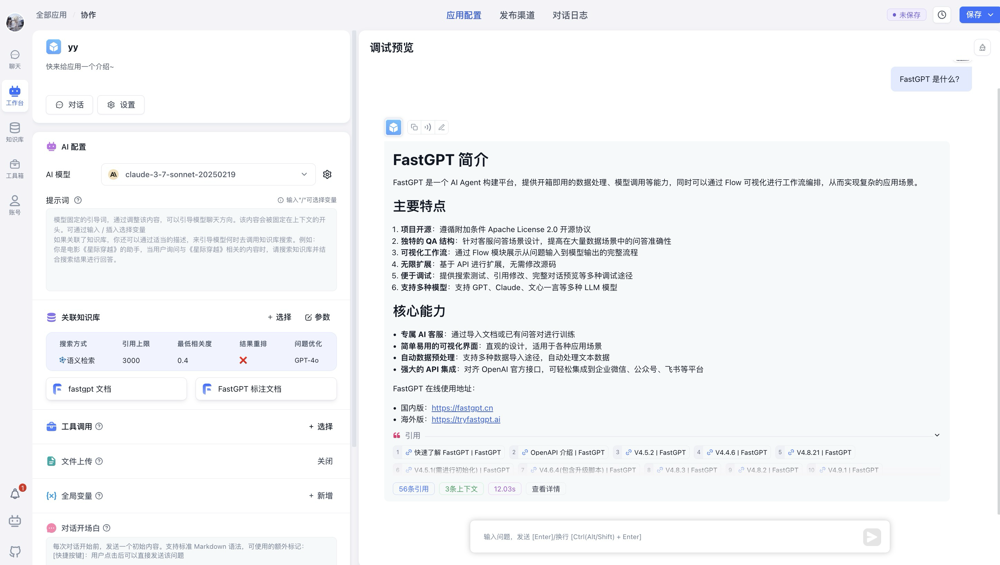 全部应用 / 协作
应用配置 发布渠道 对话日志
未保存
保存
聊天
工作台
知识库
工具箱
账号
1
yy
快来给应用一个介绍~
对话 设置
AI 配置
AI 模型 claude-3-7-sonnet-20250219
提示词 输入"/"可选择变量
模型固定的引导词，通过调整该内容，可以引导模型聊天方向。该内容会被固定在上下文的开
头。可通过输入 / 插入选择变量
如果关联了知识库，你还可以通过适当的描述，来引导模型何时去调用知识库搜索。例如：
你是电影《星际穿越》的助手，当用户询问与《星际穿越》相关的内容时，请搜索知识库并结
合搜索结果进行回答。
关联知识库 + 选择 参数
搜索方式 引用上限 最低相关度 结果重排 问题优化
语义检索 3000 0.4 ❌ GPT-4o
fastgpt 文档 FastGPT 标注文档
工具调用 + 选择
文件上传 关闭
全局变量 + 新增
对话开场白
每次对话开始前，发送一个初始内容。支持标准 Markdown 语法，可使用的额外标记：
[快捷按键]：用户点击后可以直接发送该问题
调试预览
FastGPT 是什么?
FastGPT 简介
FastGPT 是一个 AI Agent 构建平台，提供开箱即用的数据处理、模型调用等能力，同时可以通过 Flow 可视化进行工作流编排，从而实现复杂的应用场景。
主要特点
1. 项目开源：遵循附加条件 Apache License 2.0 开源协议
2. 独特的 QA 结构：针对客服问答场景设计，提高在大量数据场景中的问答准确性
3. 可视化工作流：通过 Flow 模块展示从问题输入到模型输出的完整流程
4. 无限扩展：基于 API 进行扩展，无需修改源码
5. 便于调试：提供搜索测试、引用修改、完整对话预览等多种调试途径
6. 支持多种模型：支持 GPT、Claude、文心一言等多种 LLM 模型
核心能力
• 专属 AI 客服：通过导入文档或已有问答对进行训练
• 简单易用的可视化界面：直观的设计，适用于各种应用场景
• 自动数据预处理：支持多种数据导入途径，自动处理文本数据
• 强大的 API 集成：对齐 OpenAI 官方接口，可轻松集成到企业微信、公众号、飞书等平台
FastGPT 在线使用地址：
• 国内版：https://fastgpt.cn
• 海外版：https://tryfastgpt.ai
引用
1 快速了解 FastGPT | FastGPT 2 OpenAPI 介绍 | FastGPT 3 V4.5.2 | FastGPT 4 V4.4.6 | FastGPT 5 V4.8.21 | FastGPT
6 V4.5.1(需进行初始化) | FastGPT 7 V4.6.4(包含升级脚本) | FastGPT 8 V4.8.3 | FastGPT 9 V4.8.2 | FastGPT 10 V4.9.1 | FastGPT
56条引用 3条上下文 12.03s 查看详情
输入问题，发送 [Enter]/换行 [Ctrl(Alt/Shift) + Enter]